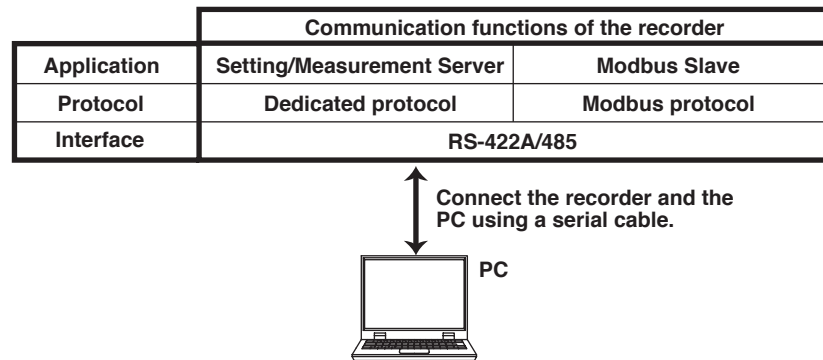 Communication functions of the recorder
Application Setting/Measurement Server Modbus Slave
Protocol Dedicated protocol Modbus protocol
Interface RS-422A/485
Connect the recorder and the
PC using a serial cable.
PC